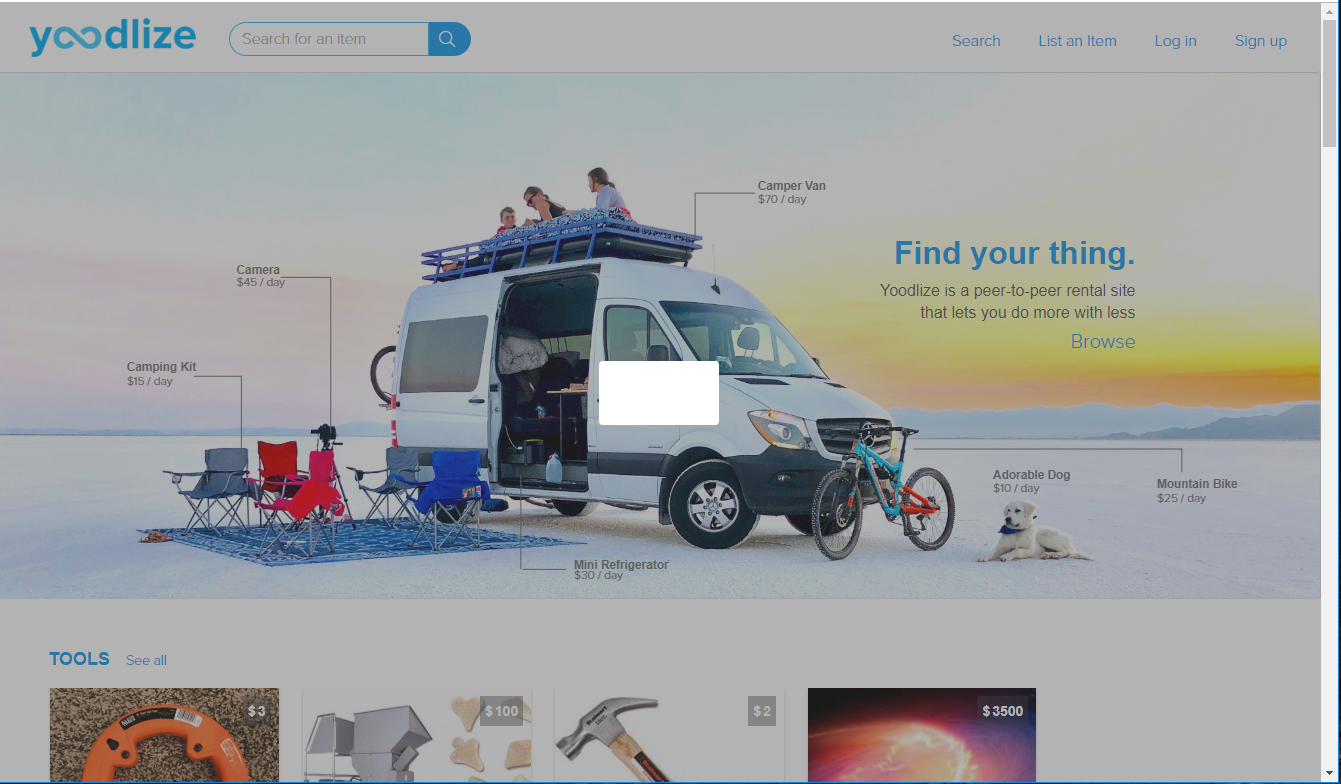 yoodlize
Search for an item
Search
List an Item
Log in
Sign up
Camper Van
$70 / day
Find your thing.
Yoodlize is a peer-to-peer rental site
that lets you do more with less
Browse
Camera
$45 / day
Camping Kit
$15 / day
Adorable Dog
$10 / day
Mountain Bike
$25 / day
Mini Refrigerator
$30 / day
TOOLS See all
$3
$100
$2
$3500